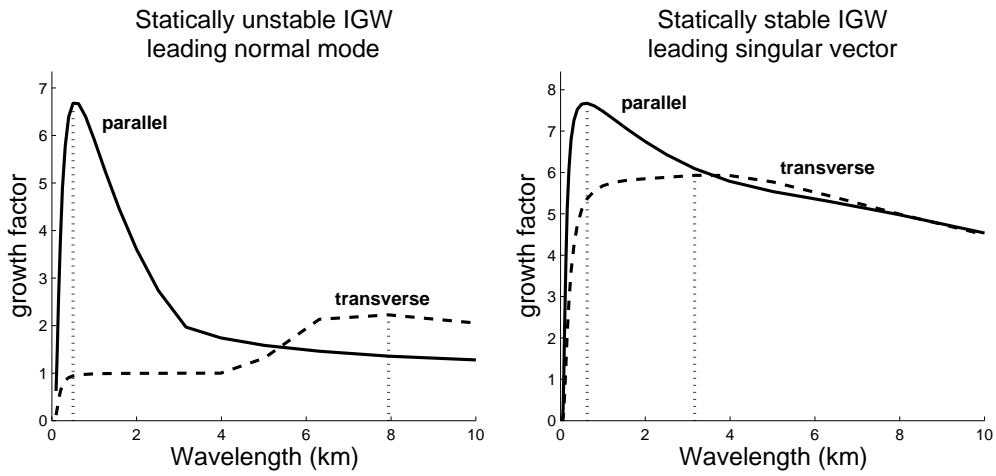 Statically unstable IGW
leading normal mode
growth factor
7
6
5
4
3
2
1
0
parallel
transverse
0 2 4 6 8 10
Wavelength (km)
Statically stable IGW
leading singular vector
growth factor
8
7
6
5
4
3
2
1
0
parallel
transverse
0 2 4 6 8 10
Wavelength (km)